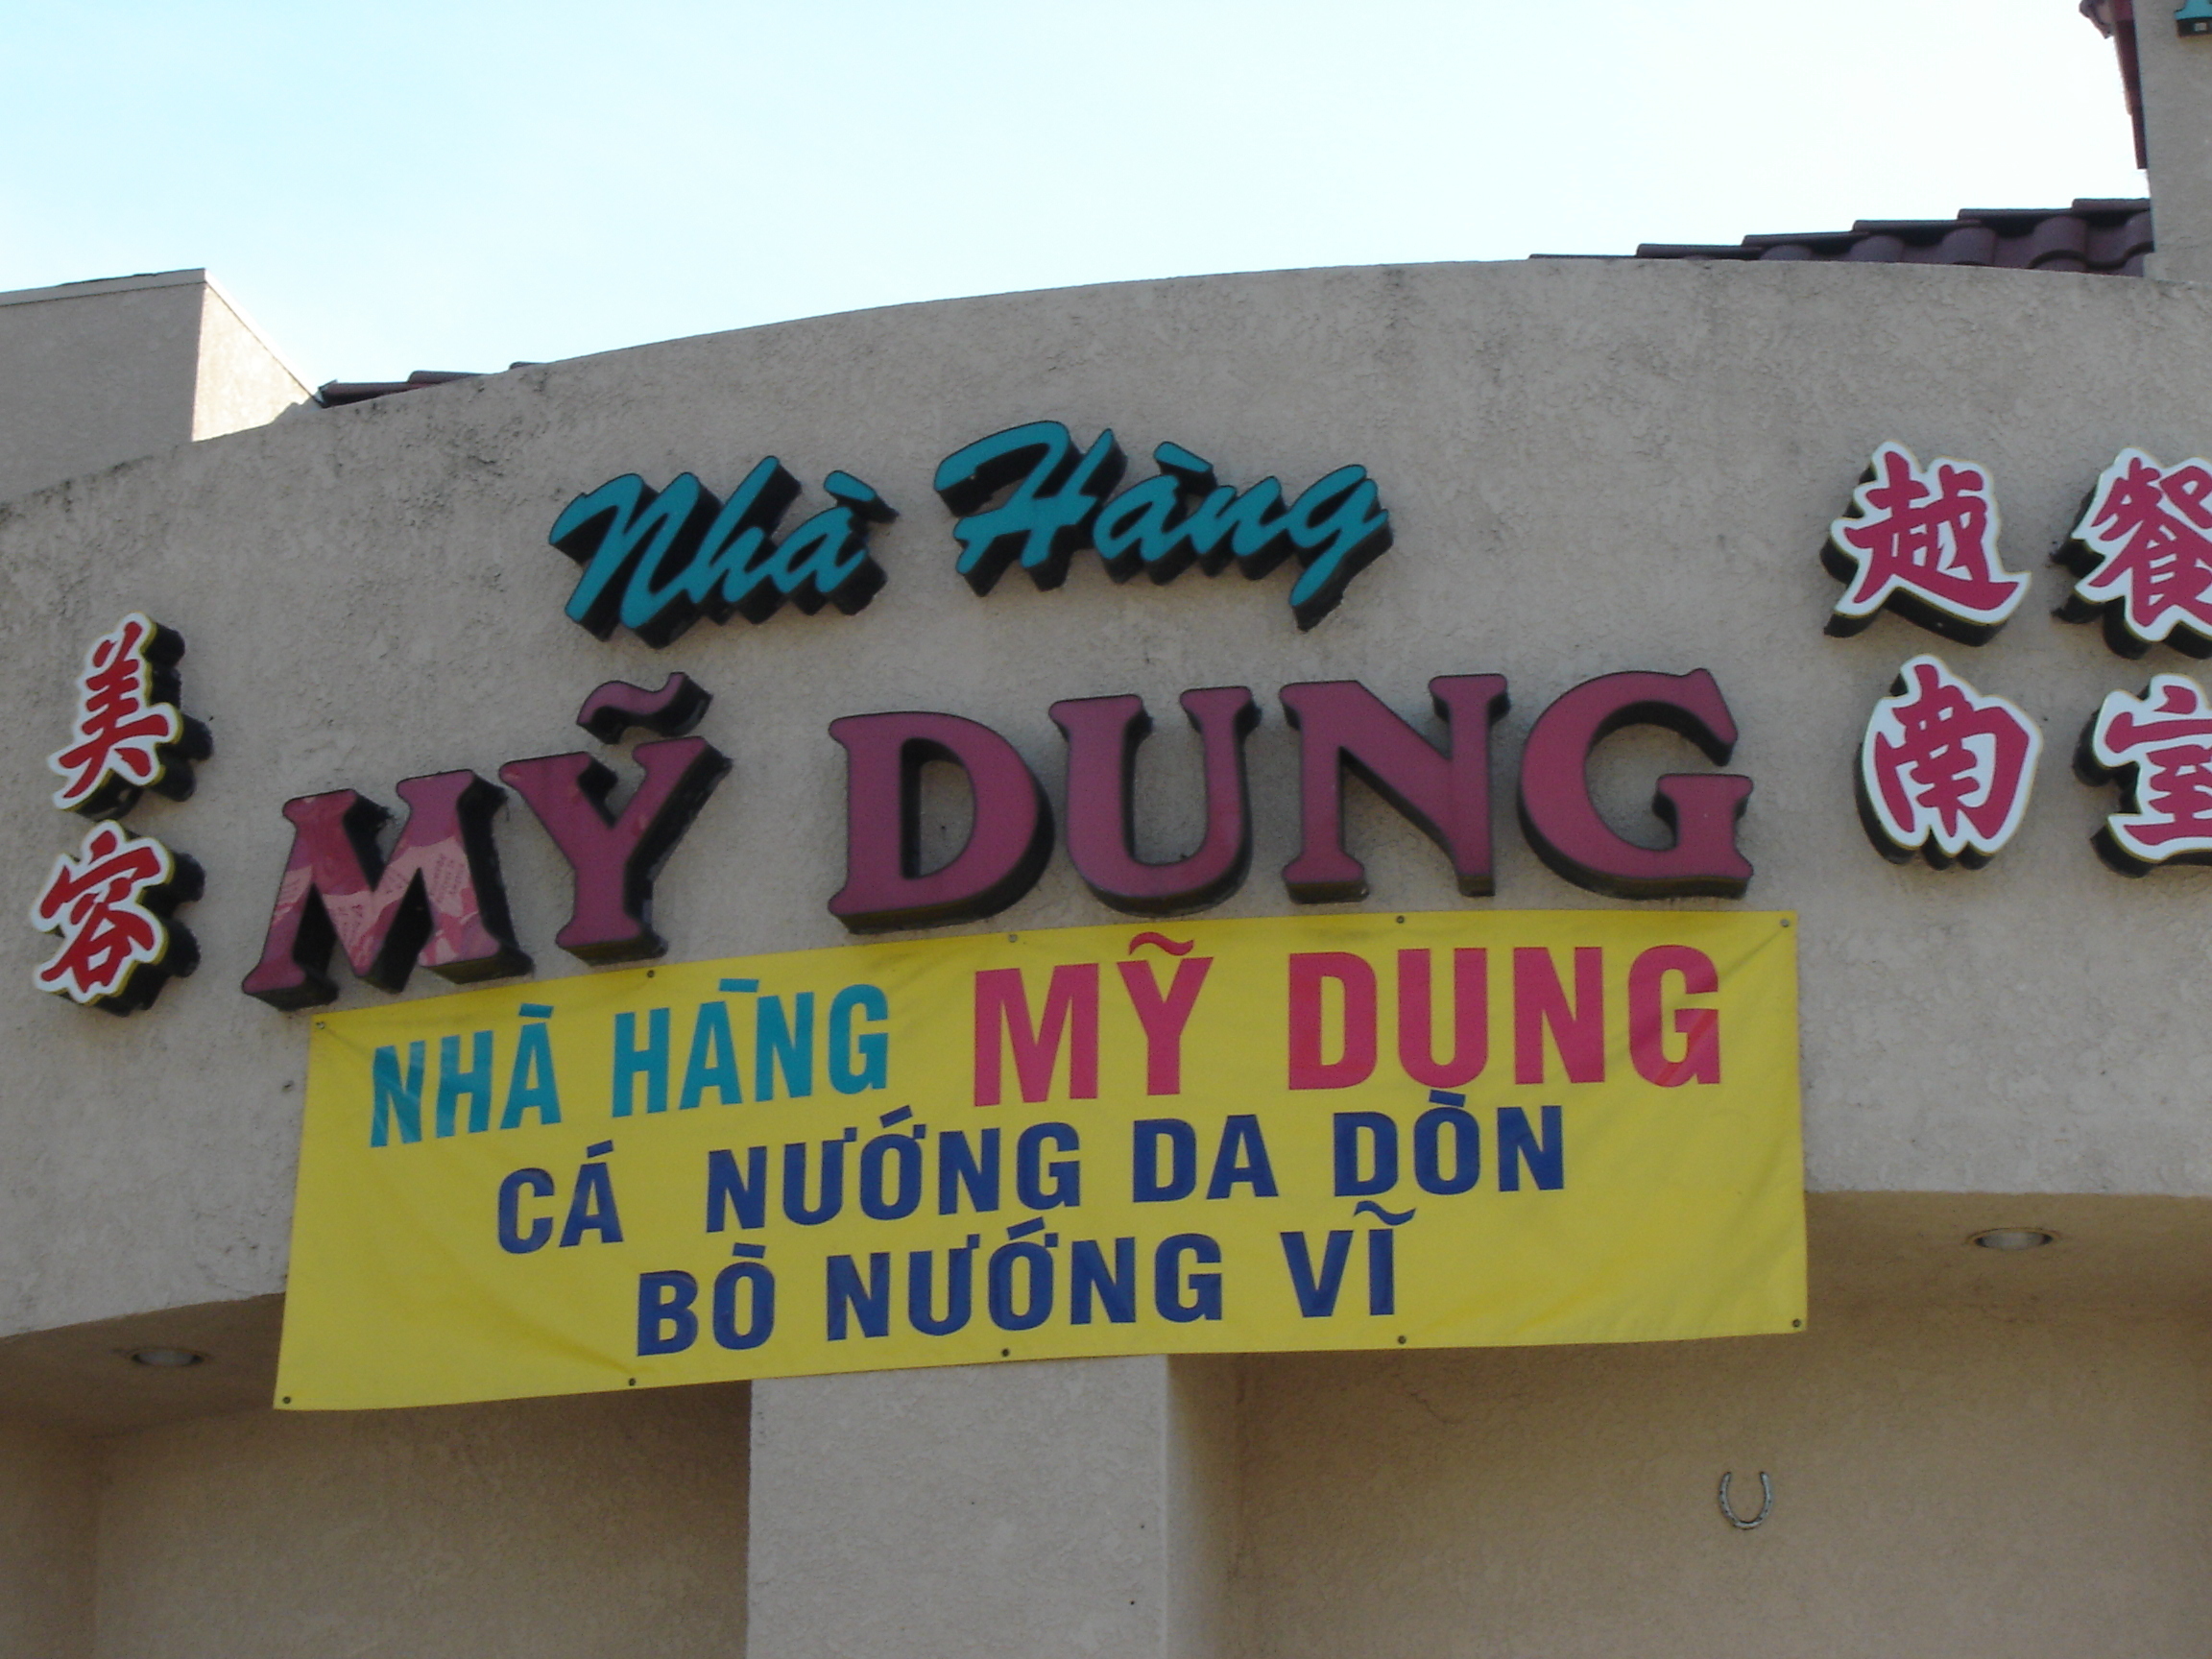 Nhà Hàng
MỸ DUNG
美容
越南
餐室
NHÀ HÀNG MỸ DUNG
CÁ NƯỚNG DA DÒN
BÒ NƯỚNG VĨ